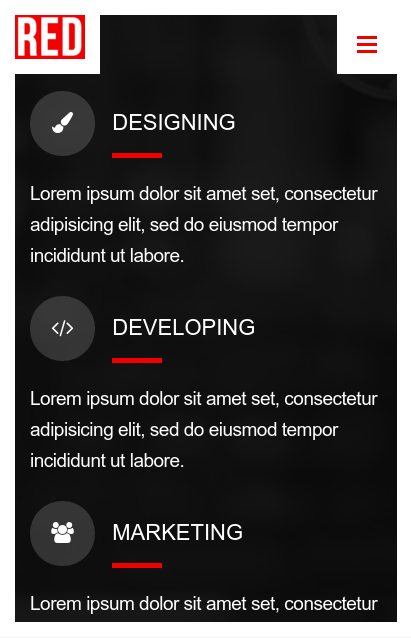 RED
DESIGNING
Lorem ipsum dolor sit amet set, consectetur
adipisicing elit, sed do eiusmod tempor
incididunt ut labore.
DEVELOPING
Lorem ipsum dolor sit amet set, consectetur
adipisicing elit, sed do eiusmod tempor
incididunt ut labore.
MARKETING
Lorem ipsum dolor sit amet set, consectetur